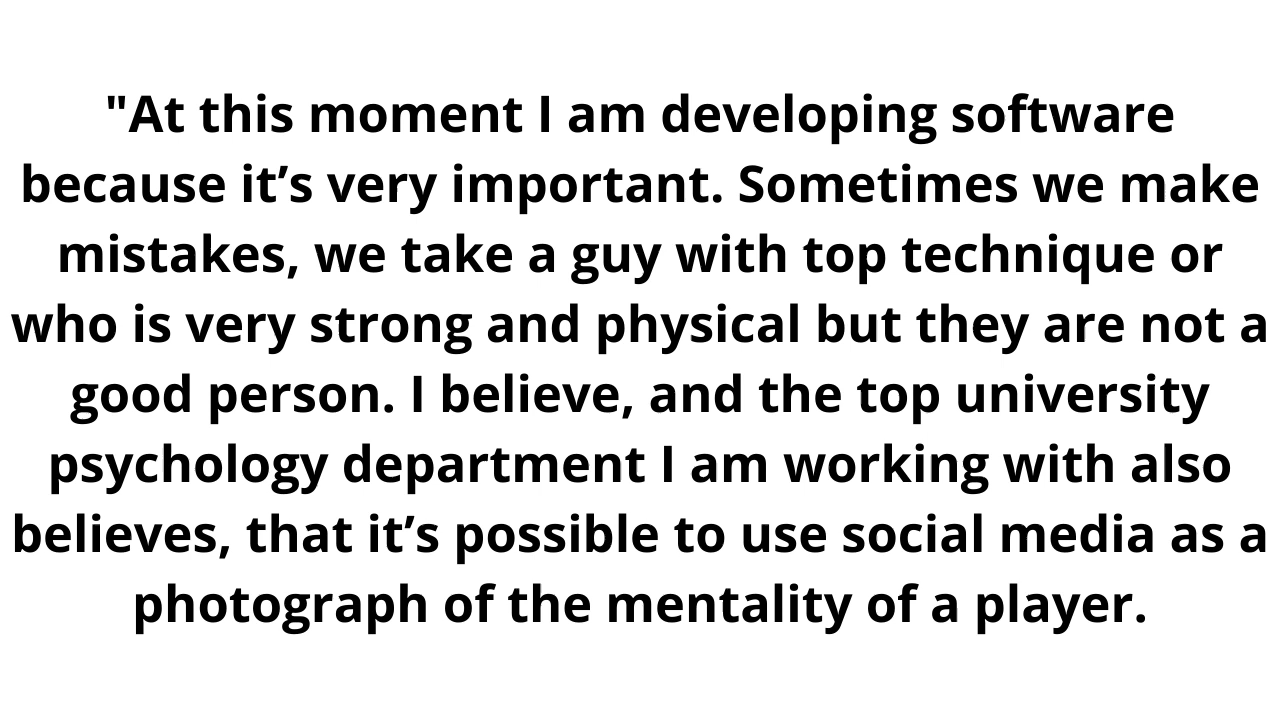 "At this moment I am developing software
because it’s very important. Sometimes we make
mistakes, we take a guy with top technique or
who is very strong and physical but they are not a
good person. I believe, and the top university
psychology department I am working with also
believes, that it’s possible to use social media as a
photograph of the mentality of a player.